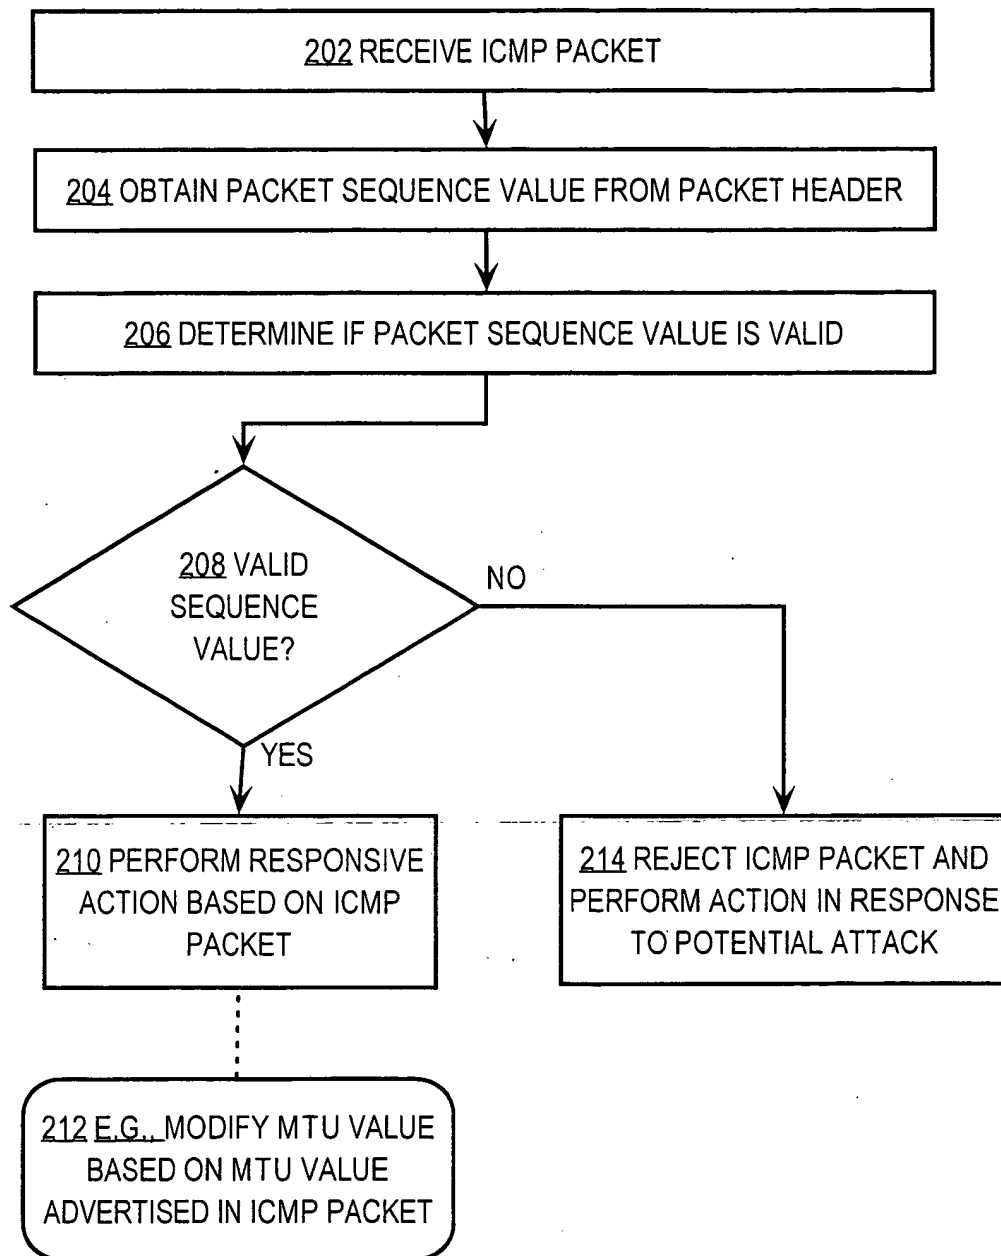 202 RECEIVE ICMP PACKET
204 OBTAIN PACKET SEQUENCE VALUE FROM PACKET HEADER
206 DETERMINE IF PACKET SEQUENCE VALUE IS VALID
208 VALID
SEQUENCE
VALUE?
NO
YES
210 PERFORM RESPONSIVE
ACTION BASED ON ICMP
PACKET
214 REJECT ICMP PACKET AND
PERFORM ACTION IN RESPONSE
TO POTENTIAL ATTACK
212 E.G., MODIFY MTU VALUE
BASED ON MTU VALUE
ADVERTISED IN ICMP PACKET